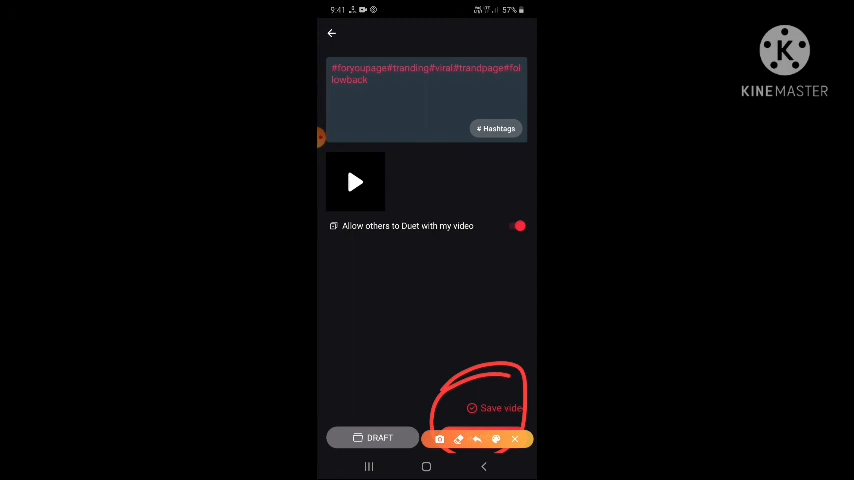 9:41
57%
K
KINEMASTER
#foryoupage#tranding#viral#trandpage#fol
lowback
# Hashtags
Allow others to Duet with my video
Save vide
DRAFT